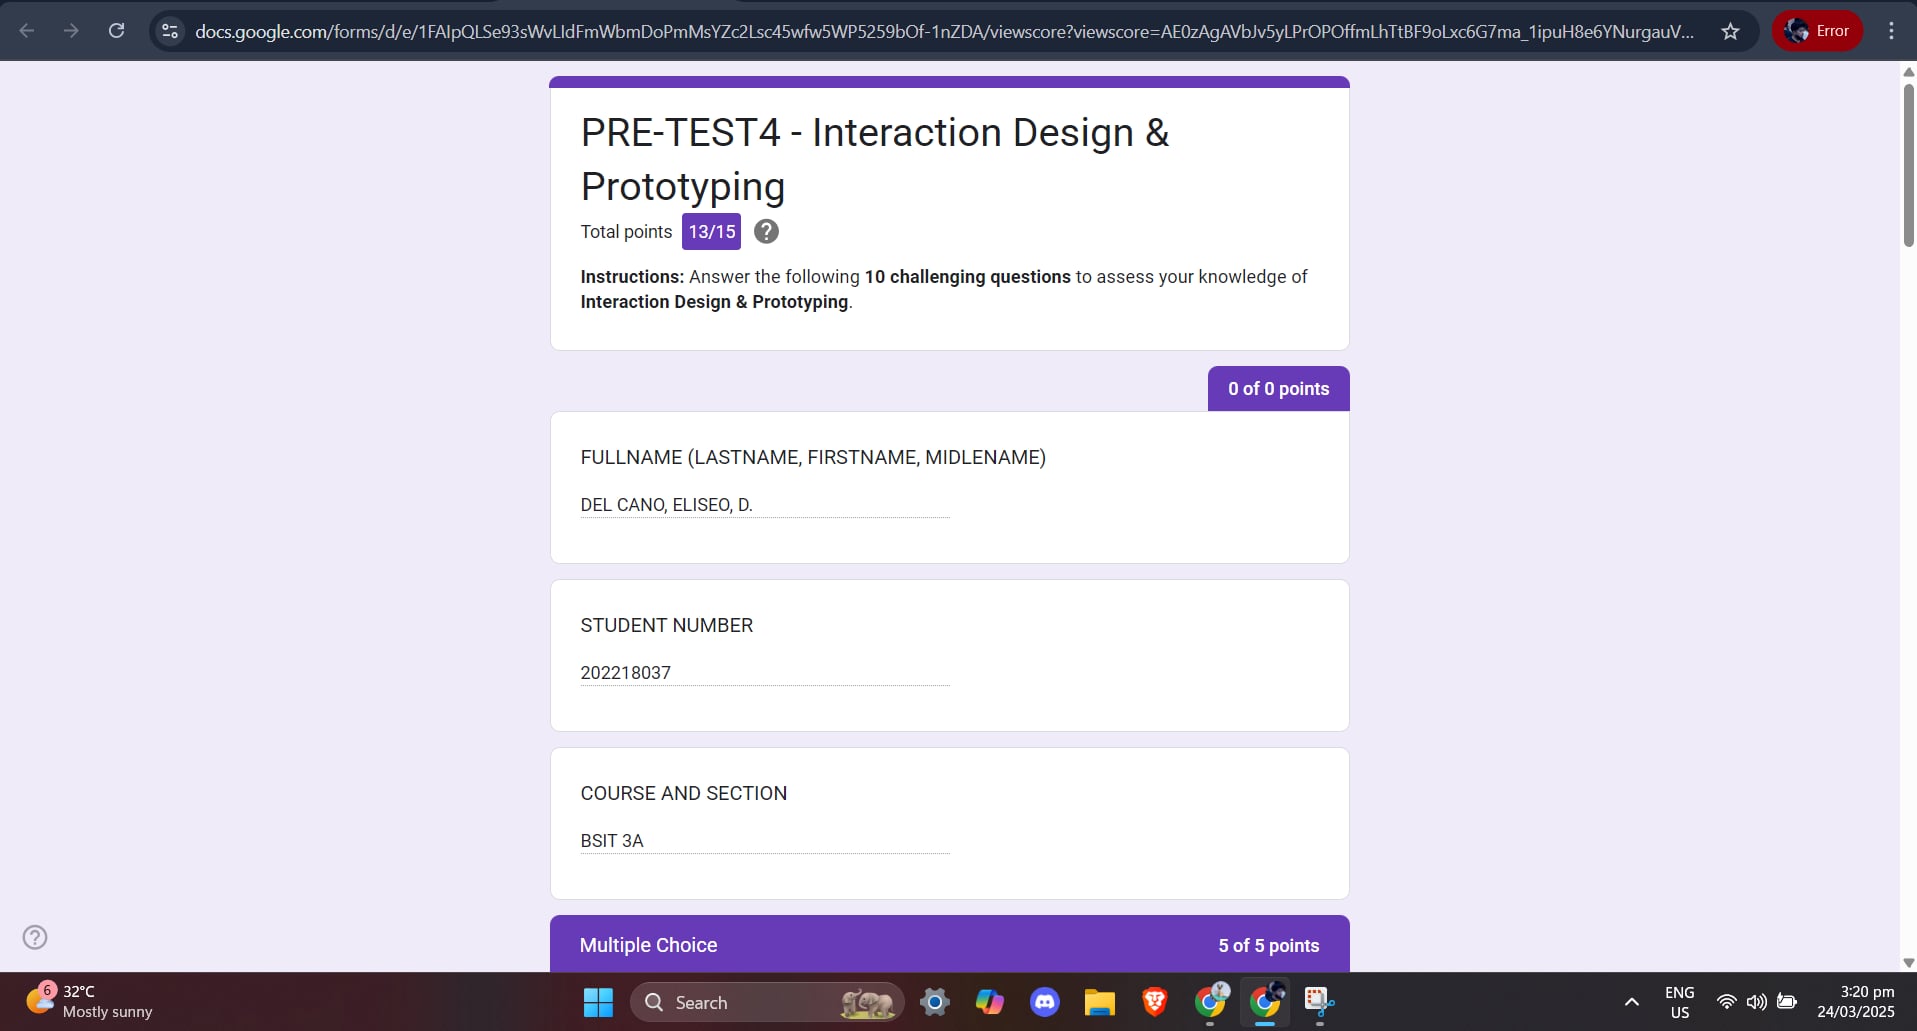 docs.google.com/forms/d/e/1FAIpQLSe93sWvLIdFmWbmDoPmMsYZc2Lsc45wfw5WP5259bOf-1nZDA/viewscore?viewscore=AE0zAgAVbJv5yLPrOPOffmLhTtBF9oLxc6G7ma_1ipuH8e6YNurgauV...
Error
PRE-TEST4 - Interaction Design &
Prototyping
Total points 13/15
Instructions: Answer the following 10 challenging questions to assess your knowledge of
Interaction Design & Prototyping.
0 of 0 points
FULLNAME (LASTNAME, FIRSTNAME, MIDLENAME)
DEL CANO, ELISEO, D.
STUDENT NUMBER
202218037
COURSE AND SECTION
BSIT 3A
Multiple Choice 5 of 5 points
6
32°C
Mostly sunny
Search
ENG
US
3:20 pm
24/03/2025